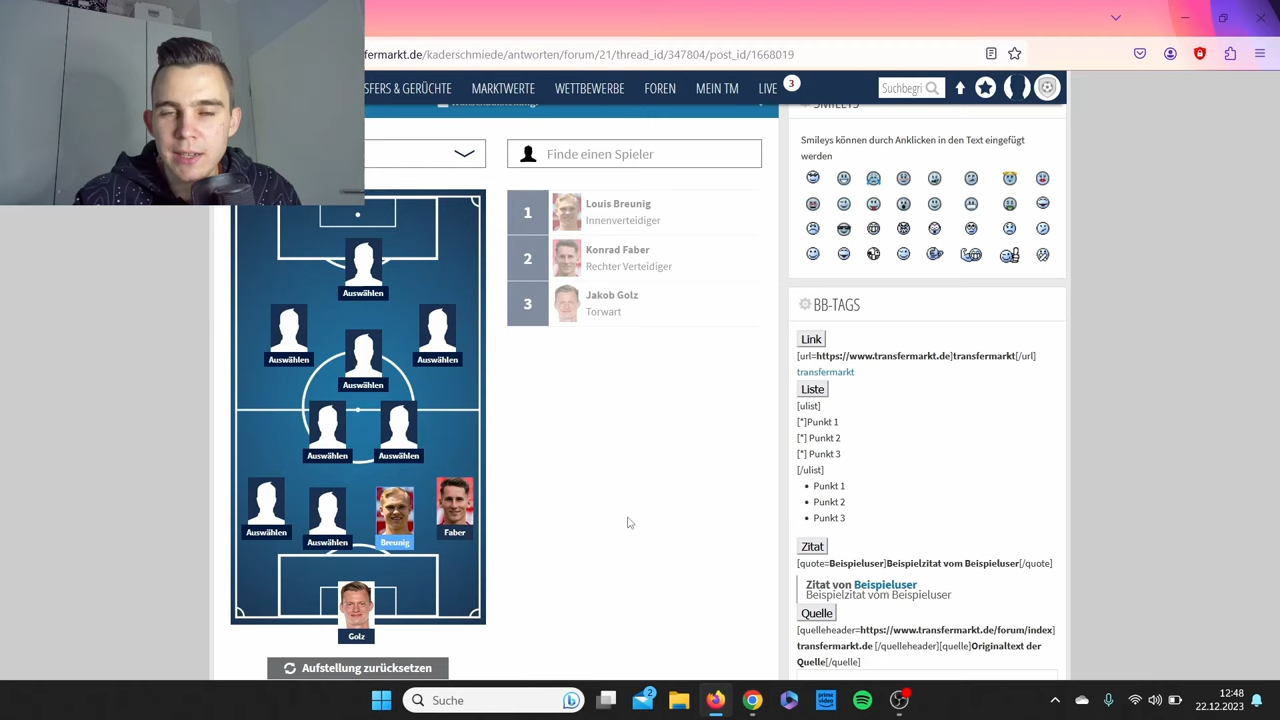 fermarkt.de/kaderschmiede/antworten/forum/21/thread_id/347804/post_id/1668019
SFERS & GERÜCHTE
MARKTWERTE
WETTBEWERBE
FOREN
MEIN TM
LIVE
3
Suchbegri
Finde einen Spieler
1
Louis Breunig
Innenverteidiger
2
Konrad Faber
Rechter Verteidiger
3
Jakob Golz
Torwart
Auswählen
Auswählen
Auswählen
Auswählen
Auswählen
Auswählen
Auswählen
Auswählen
Breunig
Faber
Golz
Aufstellung zurücksetzen
SMILEYS
Smileys können durch Anklicken in den Text eingefügt
werden
BB-TAGS
Link
[url=https://www.transfermarkt.de]transfermarkt[/url]
transfermarkt
Liste
[ulist]
[*]Punkt 1
[*] Punkt 2
[*] Punkt 3
[/ulist]
• Punkt 1
• Punkt 2
• Punkt 3
Zitat
[quote=Beispieluser]Beispielzitat vom Beispieluser[/quote]
Zitat von Beispieluser
Beispielzitat vom Beispieluser
Quelle
[quelleheader=https://www.transfermarkt.de/forum/index]
transfermarkt.de [/quelleheader][quelle]Originaltext der
Quelle[/quelle]
Suche
2
12:48
22.12.2023